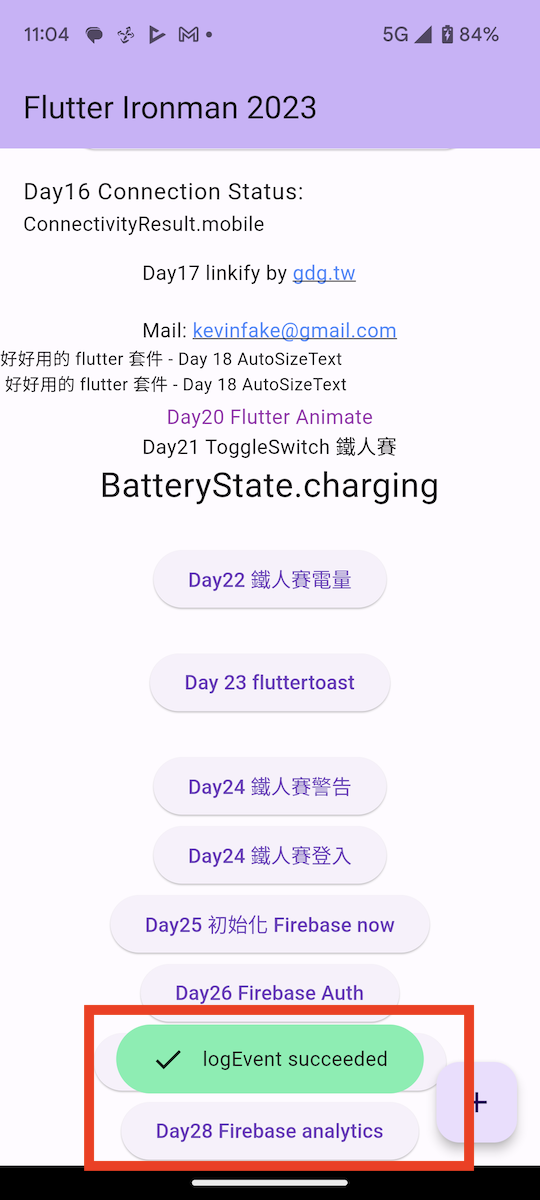 11:04
5G 84%
Flutter Ironman 2023
Day16 Connection Status:
ConnectivityResult.mobile
Day17 linkify by gdg.tw
Mail: kevinfake@gmail.com
好好用的 flutter 套件 - Day 18 AutoSizeText
好好用的 flutter 套件 - Day 18 AutoSizeText
Day20 Flutter Animate
Day21 ToggleSwitch 鐵人賽
BatteryState.charging
Day22 鐵人賽電量
Day 23 fluttertoast
Day24 鐵人賽警告
Day24 鐵人賽登入
Day25 初始化 Firebase now
Day26 Firebase Auth
logEvent succeeded
+
Day28 Firebase analytics